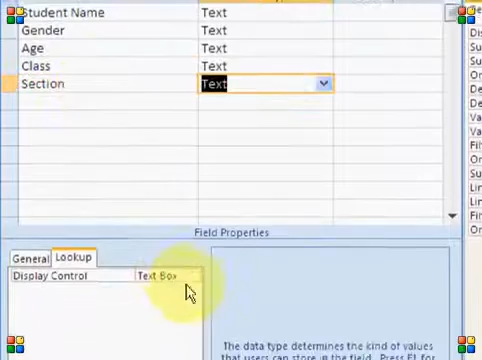 Student Name Text
Gender Text
Age Text
Class Text
Section Text
Field Properties
General Lookup
Display Control Text Box
The data type determines the kind of values
that users can store in the field. Press F1 for